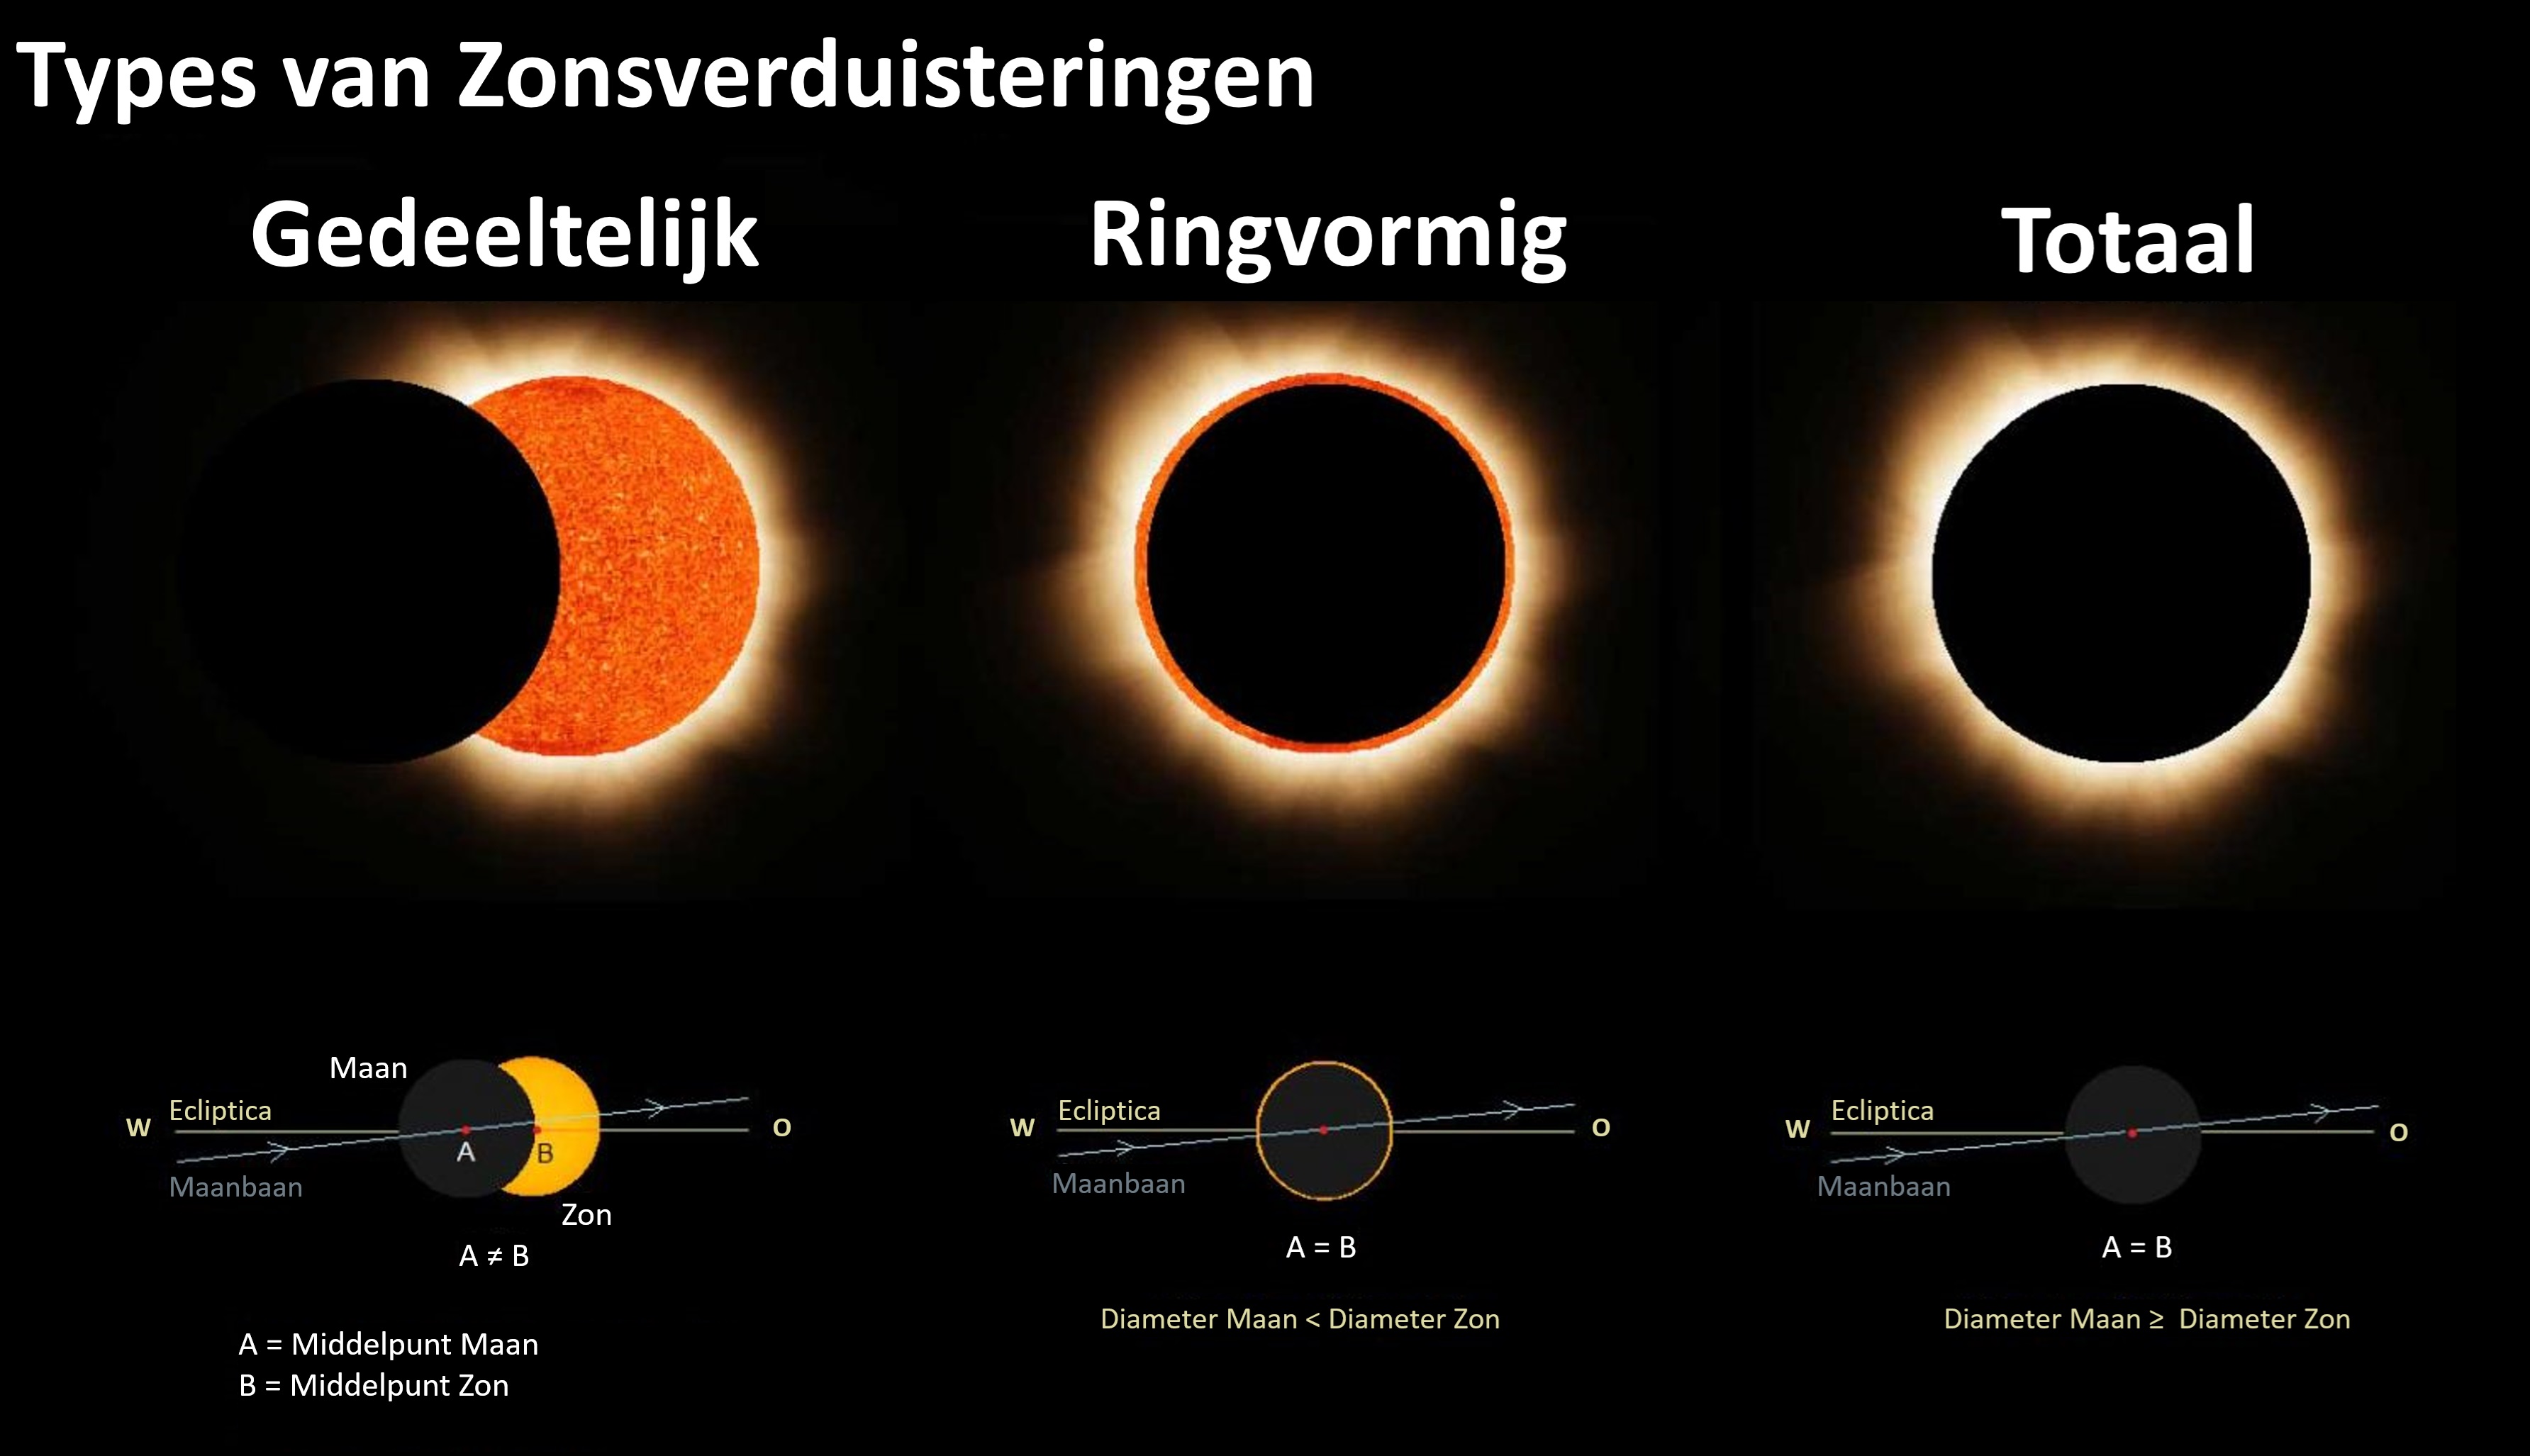 Types van Zonsverduisteringen
Gedeeltelijk
Ringvormig
Totaal
Maan
Ecliptica
W
O
A
B
Maanbaan
Zon
A ≠ B
A = Middelpunt Maan
B = Middelpunt Zon
Ecliptica
W
O
Maanbaan
A = B
Diameter Maan < Diameter Zon
Ecliptica
W
O
Maanbaan
A = B
Diameter Maan ≥ Diameter Zon